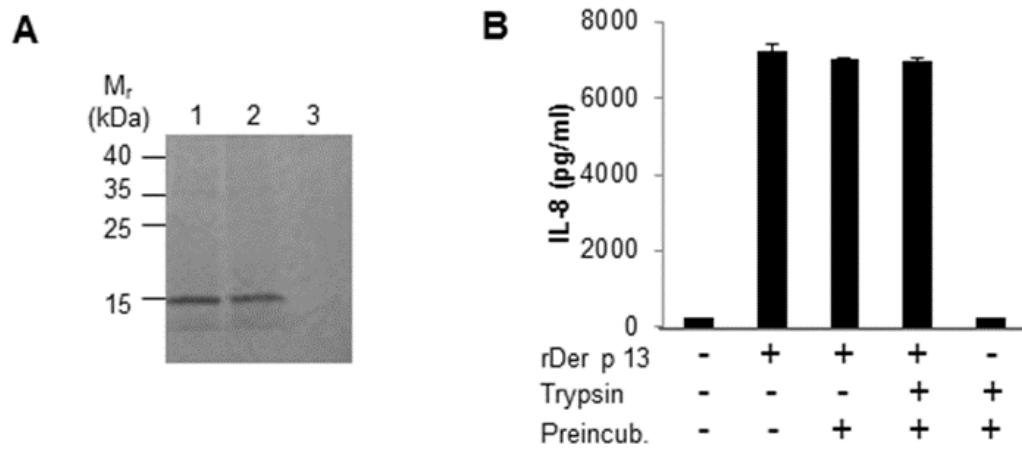 A
Mr
(kDa) 1 2 3
40
35
25
15
B
IL-8 (pg/ml)
8000
6000
4000
2000
0
rDer p 13 - + + + -
Trypsin - - - + +
Preincub. - - + + +